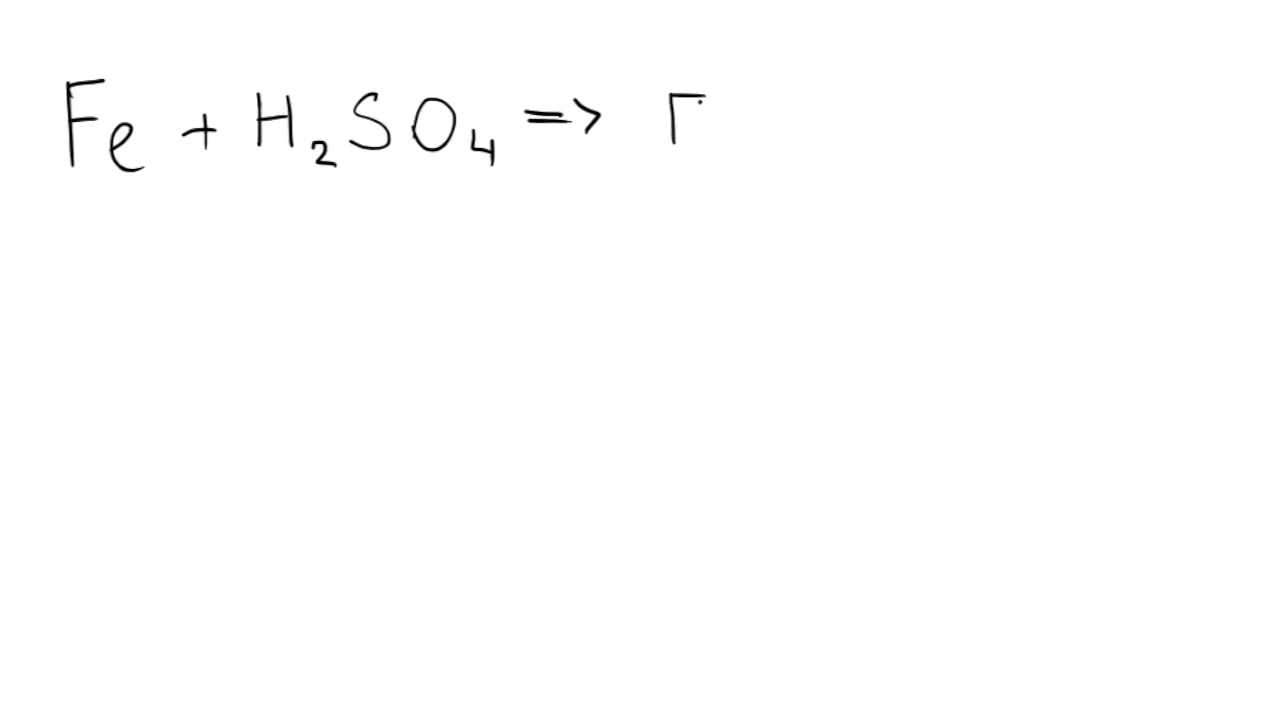 Fe + H₂SO₄ => Γ